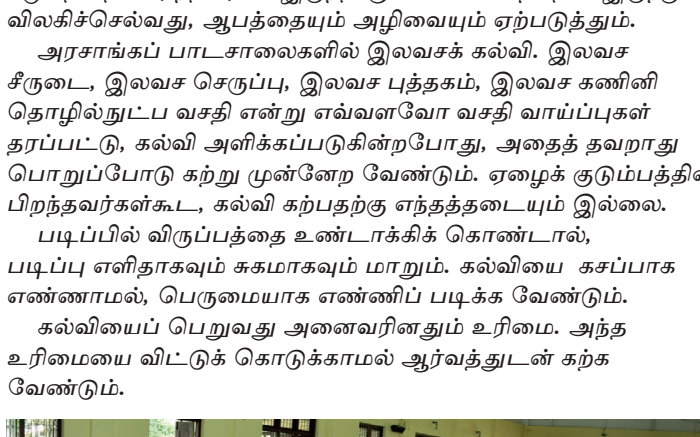 விலகிச்செல்வது, ஆபத்தையும் அழிவையும் ஏற்படுத்தும்.
அரசாங்கப் பாடசாலைகளில் இலவசக் கல்வி. இலவச
சீருடை, இலவச செருப்பு, இலவச புத்தகம், இலவச கணினி
தொழில்நுட்ப வசதி என்று எவ்வளவோ வசதி வாய்ப்புகள்
தரப்பட்டு, கல்வி அளிக்கப்படுகின்றபோது, அதைத் தவறாது
பொறுப்போடு கற்று முன்னேற வேண்டும். ஏழைக்
பிறந்தவர்கள்கூட, கல்வி கற்பதற்கு எந்தத்தடையும் இல்லை.
படிப்பில் விருப்பத்தை உண்டாக்கிக் கொண்டால்,
படிப்பு எளிதாகவும் சுகமாகவும் மாறும். கல்வியை கசப்பாக
எண்ணாமல், பெருமையாக எண்ணிப் படிக்க வேண்டும்.
கல்வியைப் பெறுவது அனைவரினதும் உரிமை. அந்த
உரிமையை விட்டுக் கொடுக்காமல் ஆர்வத்துடன் கற்க
வேண்டும்.